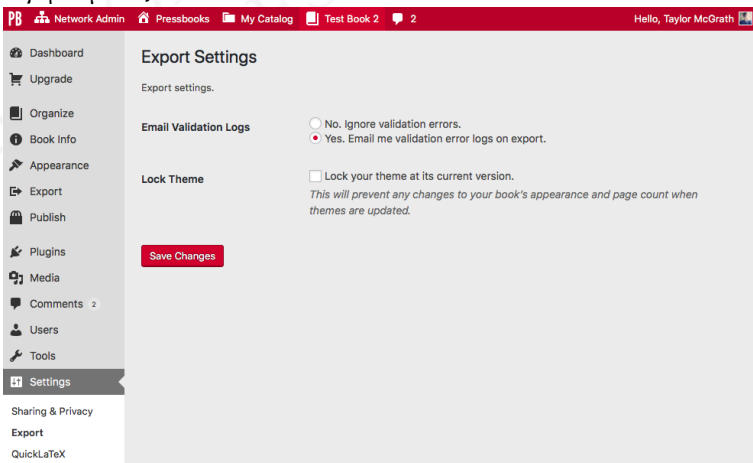 PB Network Admin Pressbooks My Catalog Test Book 2 2 Hello, Taylor McGrath
Dashboard
Upgrade
Organize
Book Info
Appearance
Export
Publish
Plugins
Media
Comments 2
Users
Tools
Settings
Sharing & Privacy
Export
QuickLaTeX
Export Settings
Export settings.
Email Validation Logs
No. Ignore validation errors.
Yes. Email me validation error logs on export.
Lock Theme
Lock your theme at its current version.
This will prevent any changes to your book's appearance and page count when
themes are updated.
Save Changes